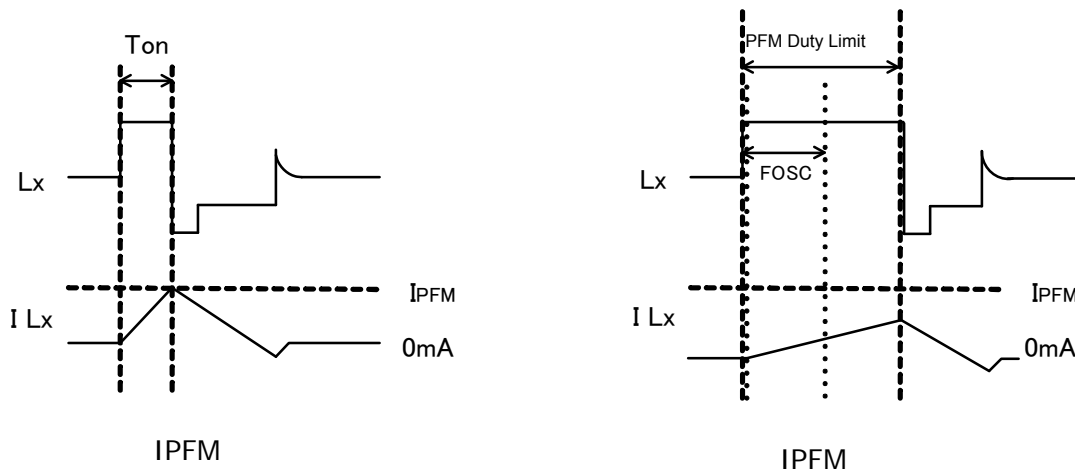 Ton
Lx
IPFM
I Lx
0mA
IPFM
PFM Duty Limit
FOSC
Lx
IPFM
I Lx
0mA
IPFM